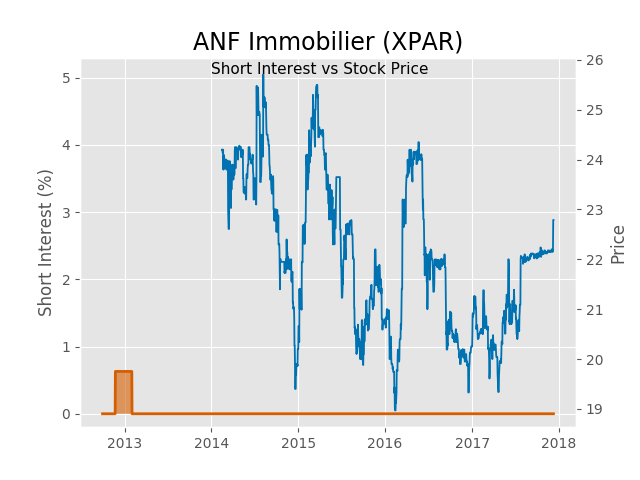 ANF Immobilier (XPAR)
Short Interest vs Stock Price
Short Interest (%)
5
4
3
2
1
0
26
25
24
23
22
21
20
19
Price
2013 2014 2015 2016 2017 2018